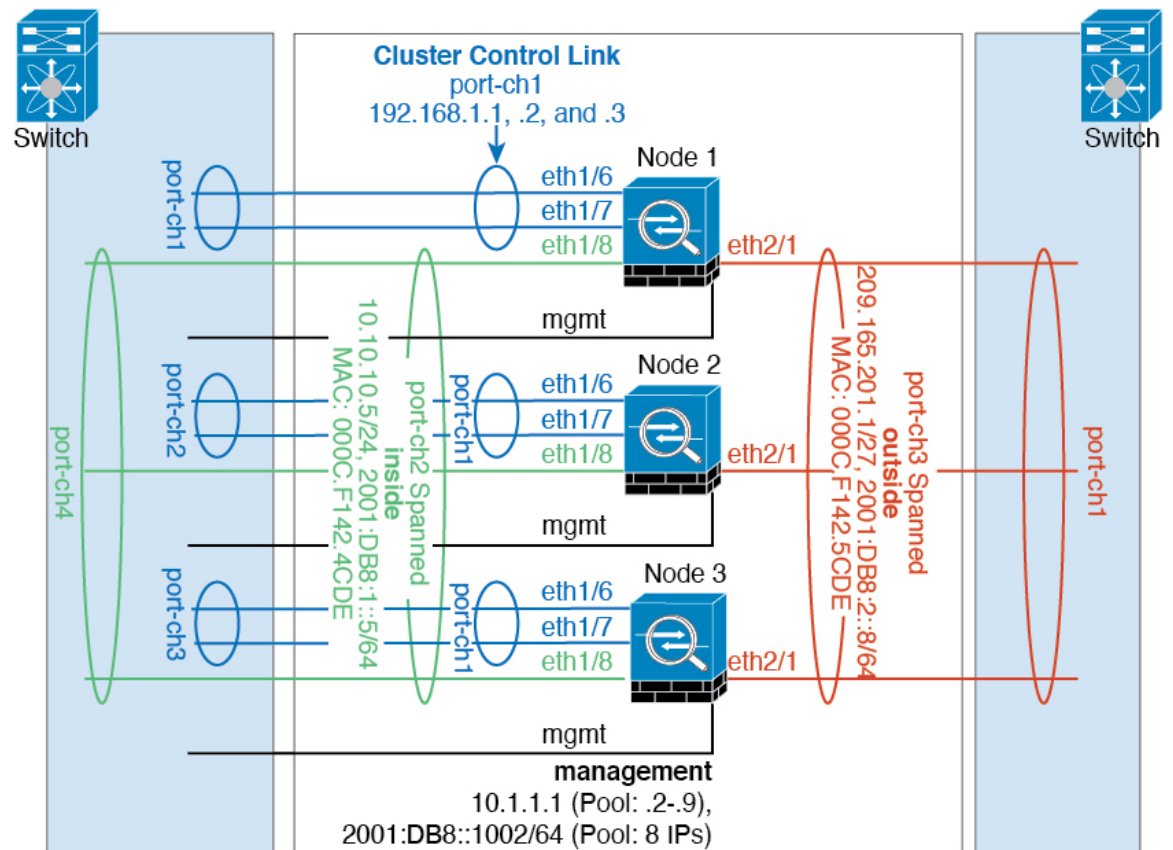 Switch
Switch
Cluster Control Link
port-ch1
192.168.1.1, .2, and .3
port-ch1
Node 1
eth1/6
eth1/7
eth1/8
eth2/1
mgmt
port-ch2
port-ch1
Node 2
eth1/6
eth1/7
eth1/8
eth2/1
mgmt
port-ch3
port-ch1
Node 3
eth1/6
eth1/7
eth1/8
eth2/1
mgmt
port-ch4
port-ch2 Spanned
inside
10.10.10.5/24, 2001:DB8:1::5/64
MAC: 000C.F142.4CDE
port-ch3 Spanned
outside
209.165.201.1/27, 2001:DB8:2::8/64
MAC: 000C.F142.5CDE
port-ch1
management
10.1.1.1 (Pool: .2-.9),
2001:DB8::1002/64 (Pool: 8 IPs)